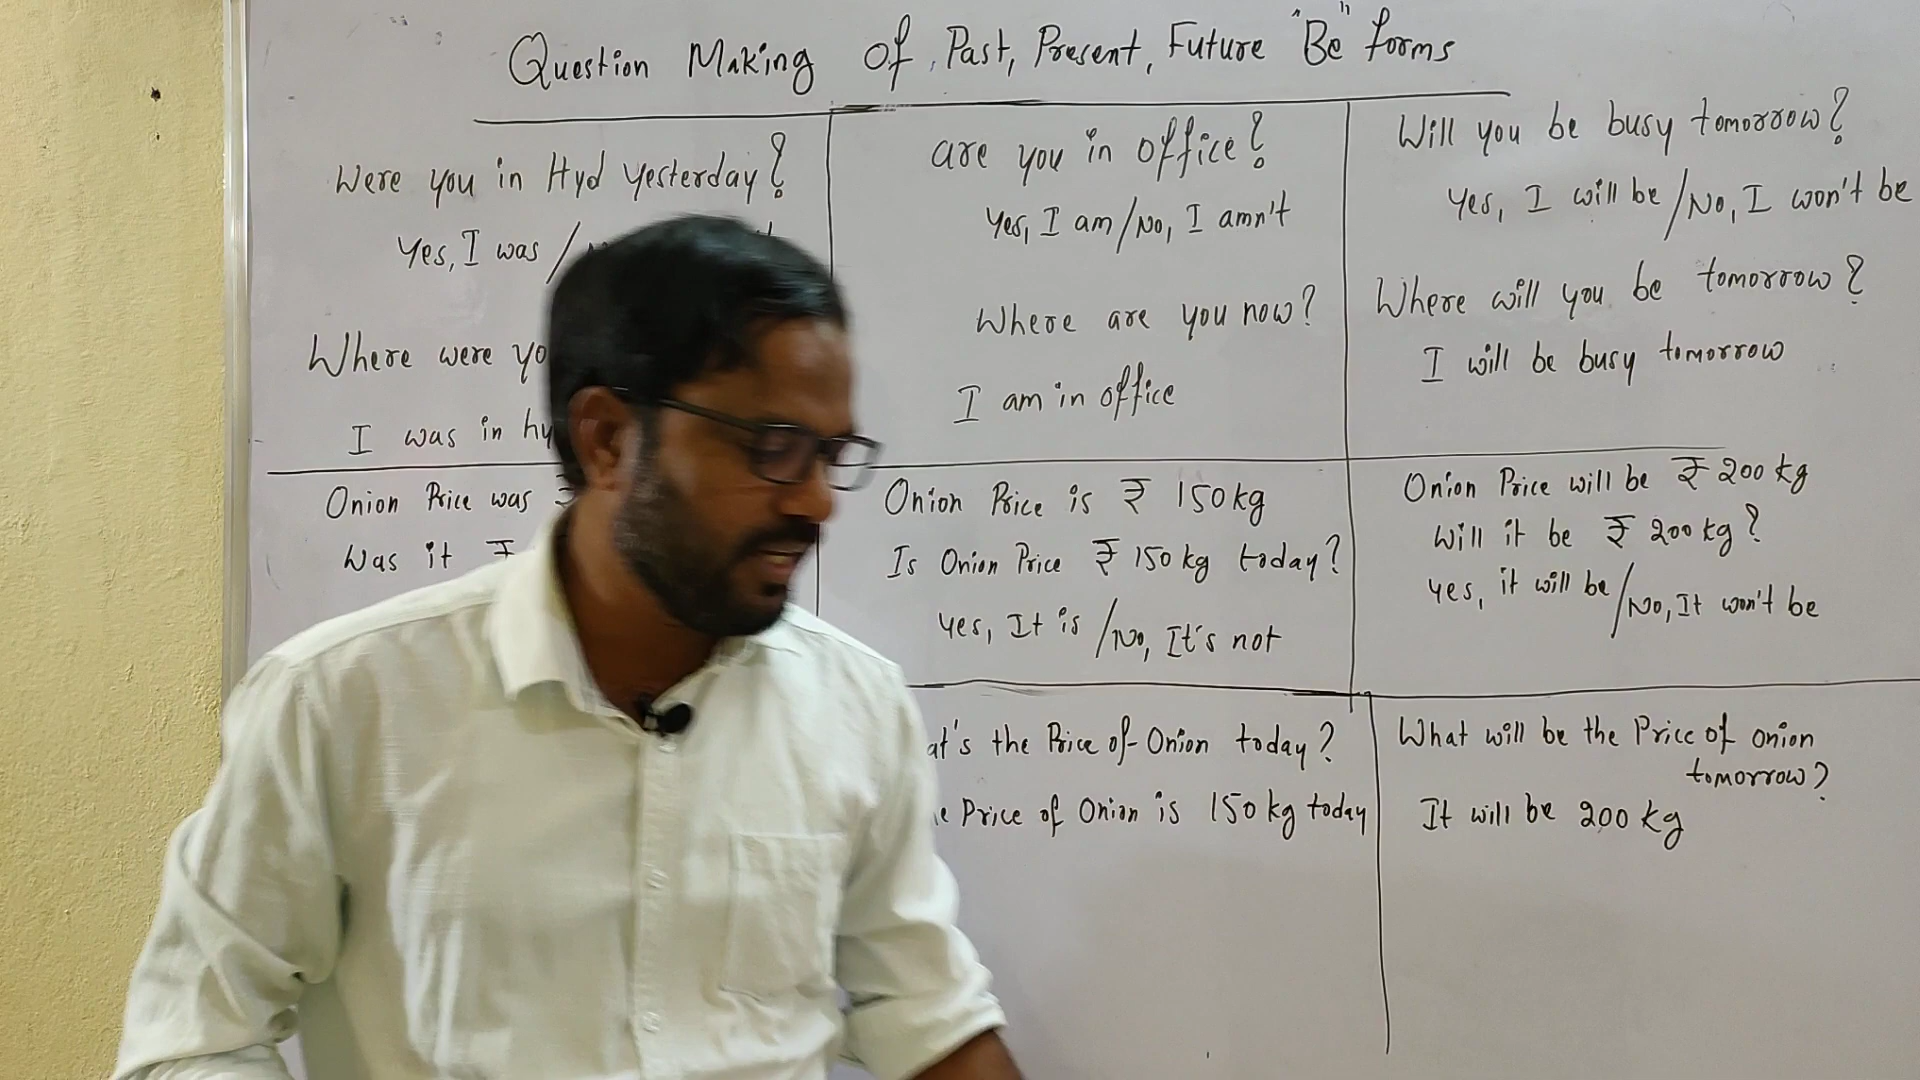 Question Making of, Past, Present, Future "Be" forms
Were you in Hyd yesterday?
Yes, I was /
Where were
I was in
are you in office?
Yes, I am/No, I amn't
Where are you now?
I am in office
Will you be busy tomorrow?
Yes, I will be /No, I won't be
Where will you be tomorrow?
I will be busy tomorrow
Onion Price was
Was it ₹
Onion Price is ₹ 150 kg
Is Onion Price ₹ 150 kg today?
yes, It is /No, It's not
Onion Price will be ₹ 200 kg
Will it be ₹ 200 kg?
yes, it will be /No, It won't be
the Price of Onion today?
Price of Onion is 150 kg today
What will be the Price of onion
tomorrow?
It will be 200 kg